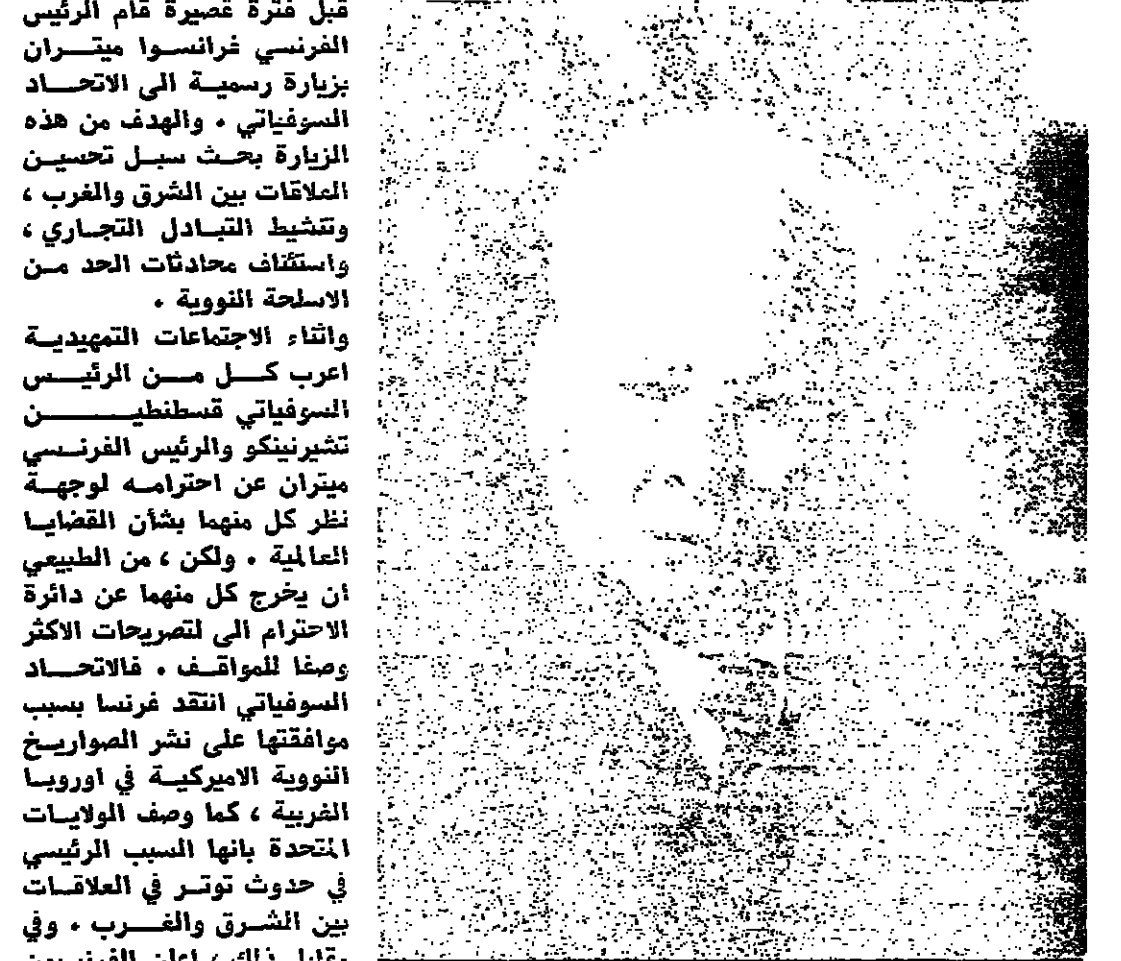 قبل فترة قصيرة قام الرئيس
الفرنسي فرانسوا ميتران
بزيارة رسمية الى الاتحاد
السوفياتي . والهدف من هذه
الزيارة بحث سبل تحسين
العلاقات بين الشرق والغرب ،
وتنشيط التبادل التجاري ،
واستئناف محادثات الحد من
الاسلحة النووية .
واثناء الاجتماعات التمهيدية
اعرب كل من الرئيس
السوفياتي قسطنطين
تشيرنينكو والرئيس الفرنسي
ميتران عن احترامه لوجهة
نظر كل منهما بشأن القضايا
العالمية . ولكن ، من الطبيعي
ان يخرج كل منهما عن دائرة
الاحترام الى لتصريحات الاكثر
وصفا للمواقف . فالاتحاد
السوفياتي انتقد فرنسا بسبب
موافقتها على نشر الصواريخ
النووية الاميركية في اوروبا
الغربية ، كما وصف الولايات
المتحدة بانها السبب الرئيسي
في حدوث توتر في العلاقات
بين الشرق والغرب . وفي
مقابل ذلك ، اعلن